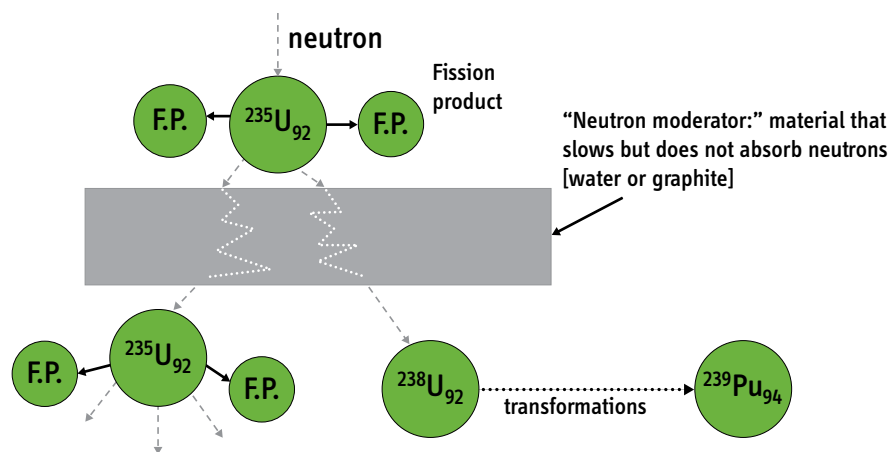 neutron
Fission
product
F.P.
²³⁵U₉₂
F.P.
“Neutron moderator:” material that
slows but does not absorb neutrons
[water or graphite]
F.P.
²³⁵U₉₂
F.P.
²³⁸U₉₂
transformations
²³⁹Pu₉₄